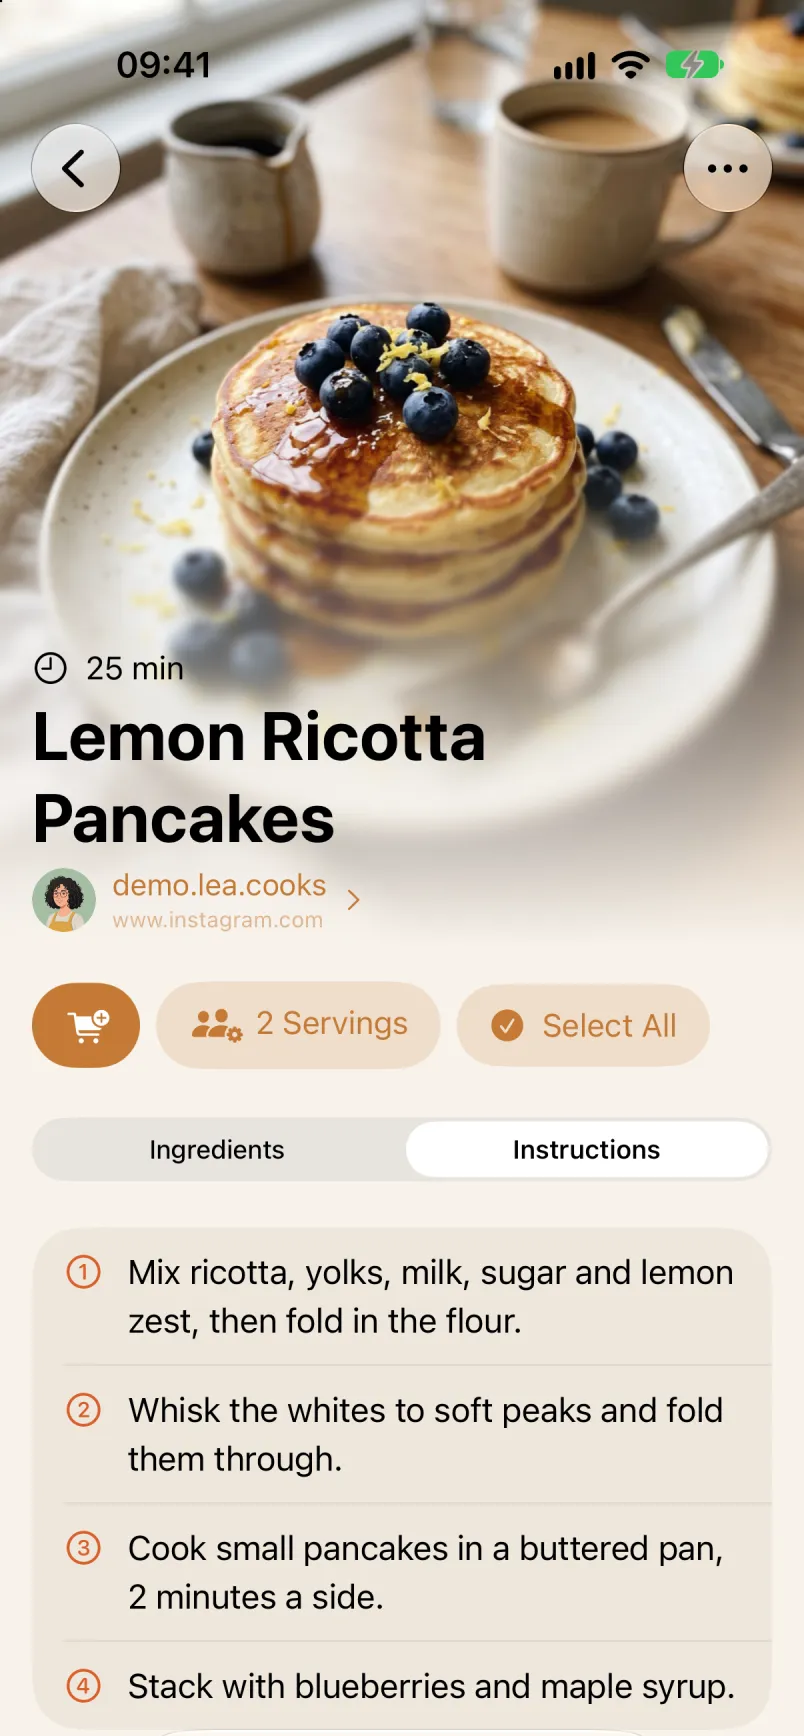 09:41
25 min
Lemon Ricotta
Pancakes
demo.lea.cooks
www.instagram.com
2 Servings
Select All
Ingredients
Instructions
1 Mix ricotta, yolks, milk, sugar and lemon
zest, then fold in the flour.
2 Whisk the whites to soft peaks and fold
them through.
3 Cook small pancakes in a buttered pan,
2 minutes a side.
4 Stack with blueberries and maple syrup.